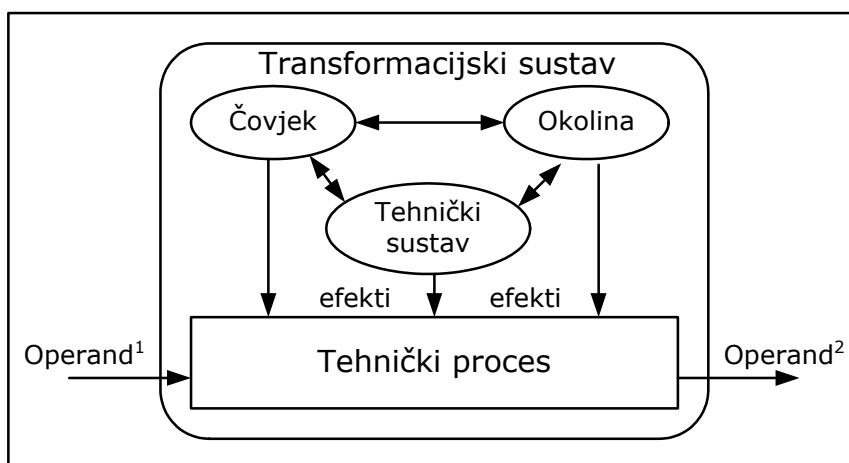 Transformacijski sustav
Čovjek
Okolina
Tehnički
sustav
efekti
efekti
Operand¹
Tehnički proces
Operand²